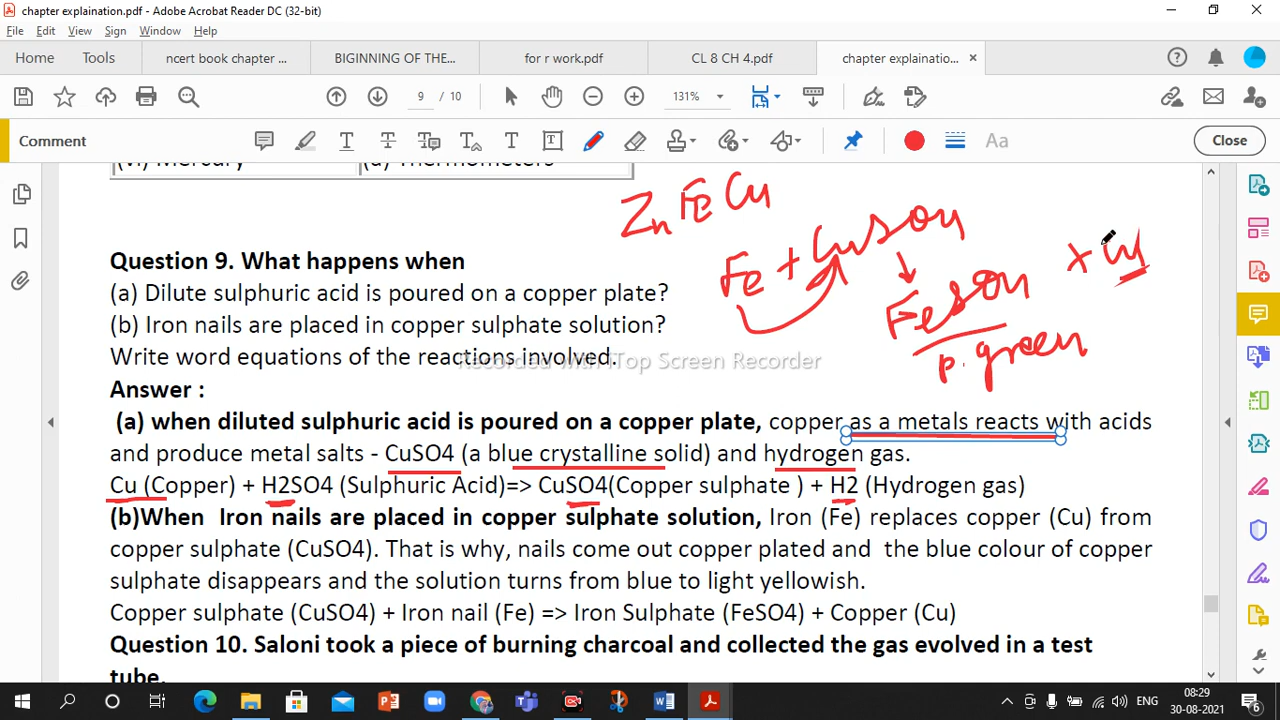 chapter explaination.pdf - Adobe Acrobat Reader DC (32-bit)
File Edit View Sign Window Help
Home Tools ncert book chapter ... BIGINNING OF THE... for r work.pdf CL 8 CH 4.pdf chapter explainatio... ×
9 / 10 131%
Comment Close
(vi) Mercury (a) Thermometers
Zn Fe Cu
Fe + CuSO4
FeSO4 + Cu
P. green
Question 9. What happens when
(a) Dilute sulphuric acid is poured on a copper plate?
(b) Iron nails are placed in copper sulphate solution?
Write word equations of the reactions involved.
Recorded with iTop Screen Recorder
Answer :
(a) when diluted sulphuric acid is poured on a copper plate, copper as a metals reacts with acids
and produce metal salts - CuSO4 (a blue crystalline solid) and hydrogen gas.
Cu (Copper) + H2SO4 (Sulphuric Acid)=> CuSO4(Copper sulphate ) + H2 (Hydrogen gas)
(b)When Iron nails are placed in copper sulphate solution, Iron (Fe) replaces copper (Cu) from
copper sulphate (CuSO4). That is why, nails come out copper plated and the blue colour of copper
sulphate disappears and the solution turns from blue to light yellowish.
Copper sulphate (CuSO4) + Iron nail (Fe) => Iron Sulphate (FeSO4) + Copper (Cu)
Question 10. Saloni took a piece of burning charcoal and collected the gas evolved in a test
tube.
ENG 08:29
30-08-2021 6